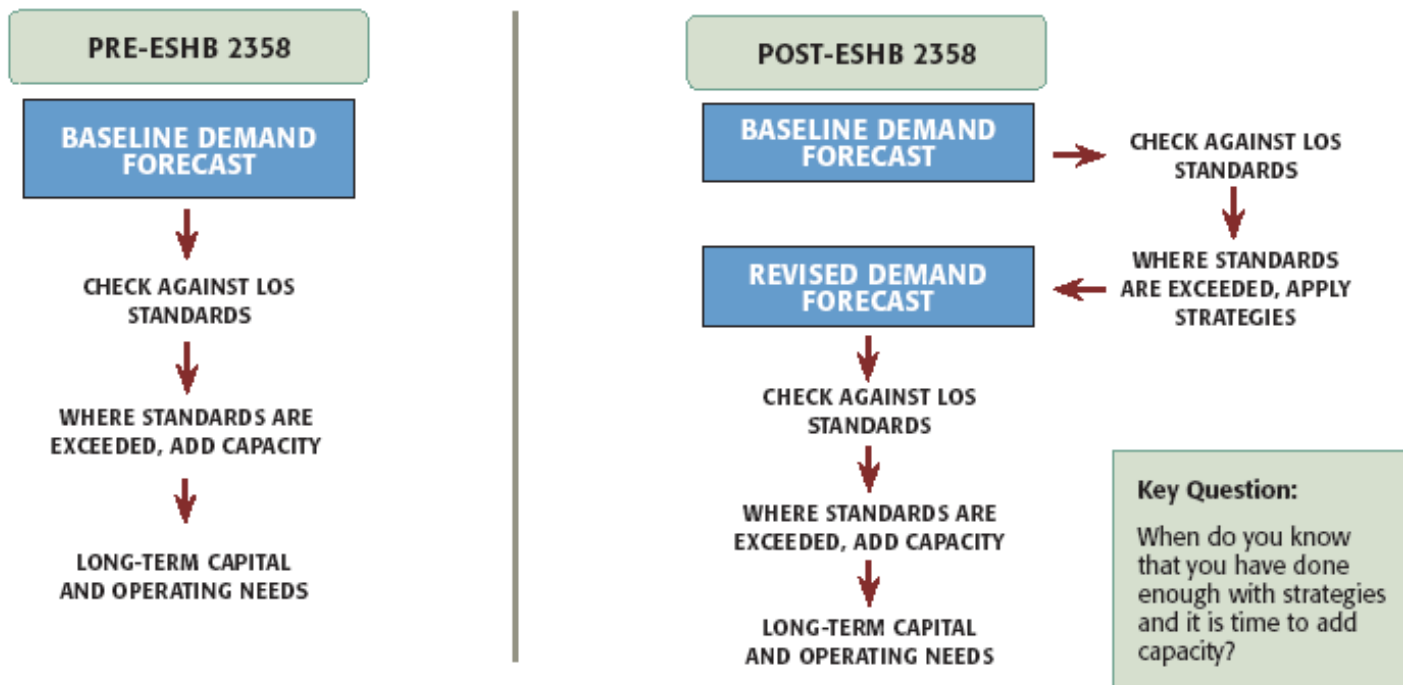 PRE-ESHB 2358
BASELINE DEMAND
FORECAST
CHECK AGAINST LOS
STANDARDS
WHERE STANDARDS ARE
EXCEEDED, ADD CAPACITY
LONG-TERM CAPITAL
AND OPERATING NEEDS
POST-ESHB 2358
BASELINE DEMAND
FORECAST
CHECK AGAINST LOS
STANDARDS
WHERE STANDARDS
ARE EXCEEDED, APPLY
STRATEGIES
REVISED DEMAND
FORECAST
CHECK AGAINST LOS
STANDARDS
WHERE STANDARDS ARE
EXCEEDED, ADD CAPACITY
LONG-TERM CAPITAL
AND OPERATING NEEDS
Key Question:
When do you know
that you have done
enough with strategies
and it is time to add
capacity?